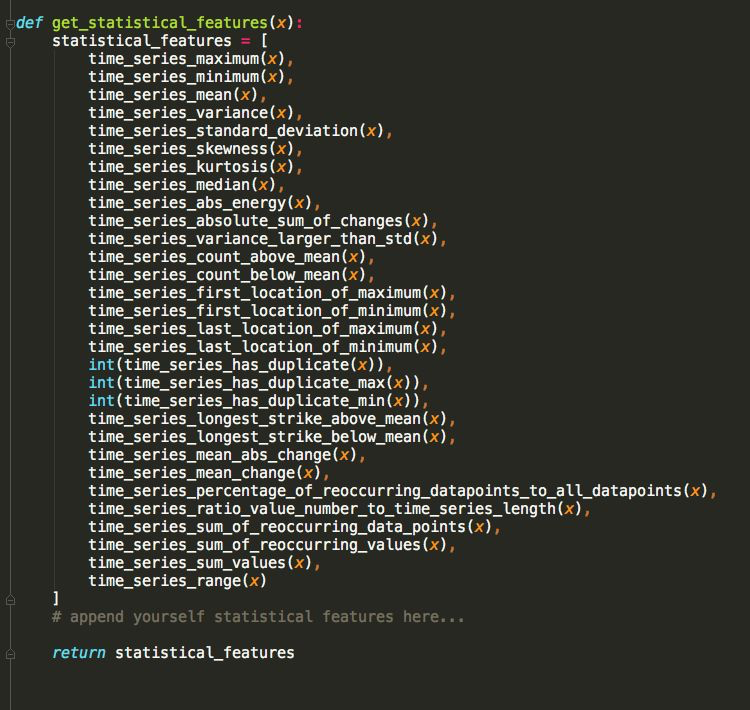 def get_statistical_features(x):
statistical_features = [
time_series_maximum(x),
time_series_minimum(x),
time_series_mean(x),
time_series_variance(x),
time_series_standard_deviation(x),
time_series_skewness(x),
time_series_kurtosis(x),
time_series_median(x),
time_series_abs_energy(x),
time_series_absolute_sum_of_changes(x),
time_series_variance_larger_than_std(x),
time_series_count_above_mean(x),
time_series_count_below_mean(x),
time_series_first_location_of_maximum(x),
time_series_first_location_of_minimum(x),
time_series_last_location_of_maximum(x),
time_series_last_location_of_minimum(x),
int(time_series_has_duplicate(x)),
int(time_series_has_duplicate_max(x)),
int(time_series_has_duplicate_min(x)),
time_series_longest_strike_above_mean(x),
time_series_longest_strike_below_mean(x),
time_series_mean_abs_change(x),
time_series_mean_change(x),
time_series_percentage_of_reoccurring_datapoints_to_all_datapoints(x),
time_series_ratio_value_number_to_time_series_length(x),
time_series_sum_of_reoccurring_data_points(x),
time_series_sum_of_reoccurring_values(x),
time_series_sum_values(x),
time_series_range(x)
]
# append yourself statistical features here...
return statistical_features